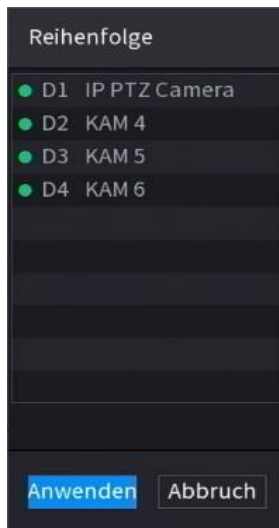 Reihenfolge
D1 IP PTZ Camera
D2 KAM 4
D3 KAM 5
D4 KAM 6
Anwenden Abbruch